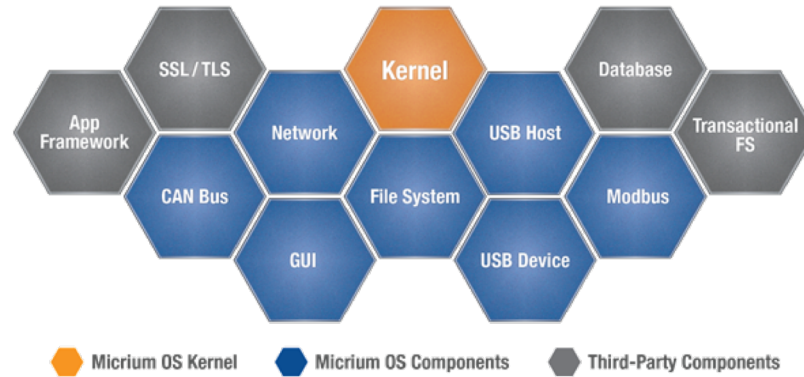 SSL / TLS
Kernel
Database
App
Framework
Network
USB Host
Transactional
FS
CAN Bus
File System
Modbus
GUI
USB Device
Micrium OS Kernel
Micrium OS Components
Third-Party Components